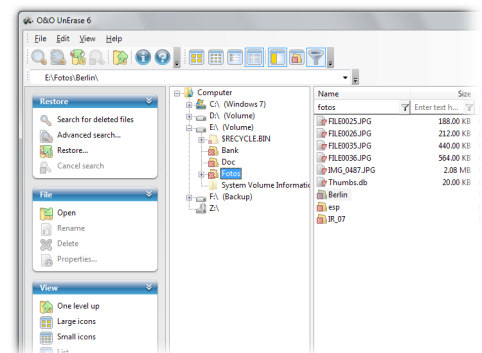 O&O UnErase 6
File Edit View Help
E:\Fotos\Berlin\
Restore
Search for deleted files
Advanced search...
Restore...
Cancel search
File
Open
Rename
Delete
Properties...
View
One level up
Large icons
Small icons
List
Computer
C:\ (Windows 7)
D:\ (Volume)
E:\ (Volume)
$RECYCLE.BIN
Bank
Doc
Fotos
System Volume Informatic
F:\ (Backup)
Z:\
Name Size
fotos Enter text h...
FILE0025.JPG 188.00 KB
FILE0026.JPG 212.00 KB
FILE0035.JPG 440.00 KB
FILE0036.JPG 564.00 KB
IMG_0487.JPG 2.08 MB
Thumbs.db 20.00 KB
Berlin
esp
IR_07